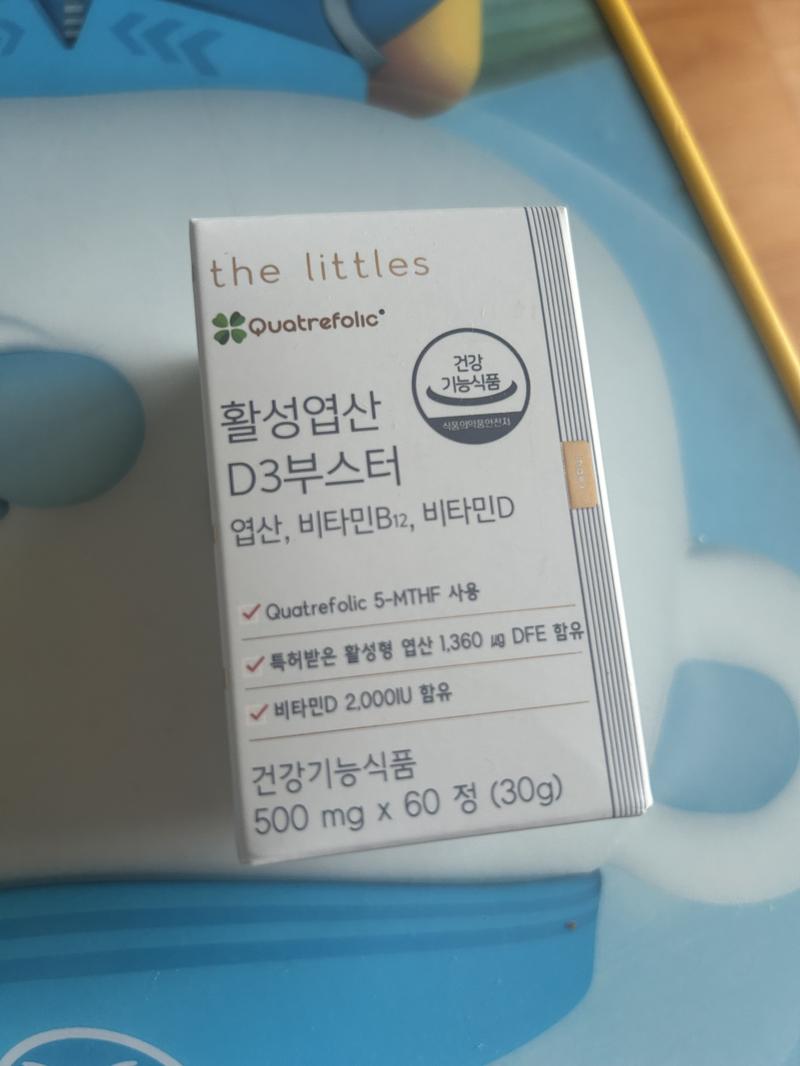 the littles
Quatrefolic
건강
기능식품
식품의약품안전처
활성엽산
D3부스터
엽산, 비타민B12, 비타민D
Quatrefolic 5-MTHF 사용
특허받은 활성형 엽산 1,360 μg DFE 함유
비타민D 2,000IU 함유
건강기능식품
500 mg x 60 정 (30g)